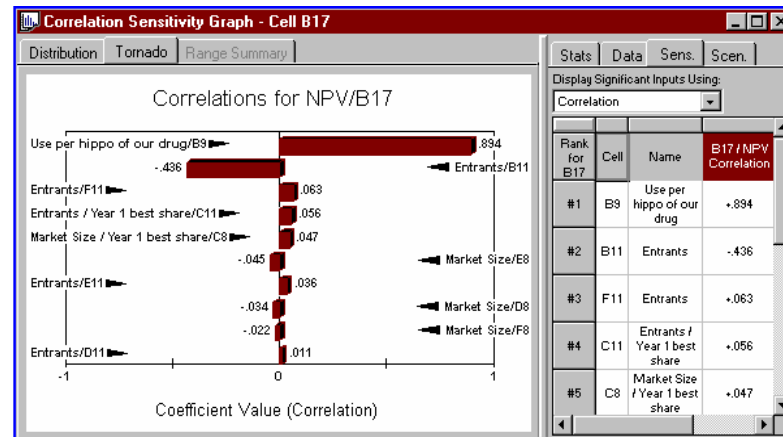 Correlation Sensitivity Graph - Cell B17
Distribution Tornado Range Summary
Correlations for NPV/B17
Use per hippo of our drug/B9 .894
-.436 Entrants/B11
Entrants/F11 .063
Entrants / Year 1 best share/C11 .056
Market Size / Year 1 best share/C8 .047
-.045 Market Size/E8
Entrants/E11 .036
-.034 Market Size/D8
-.022 Market Size/F8
Entrants/D11 .011
-1 0 1
Coefficient Value (Correlation)
Stats Data Sens. Scen.
Display Significant Inputs Using:
Correlation
Rank for B17 Cell Name B17 / NPV Correlation
#1 B9 Use per hippo of our drug +.894
#2 B11 Entrants -.436
#3 F11 Entrants +.063
#4 C11 Entrants / Year 1 best share +.056
#5 C8 Market Size / Year 1 best share +.047